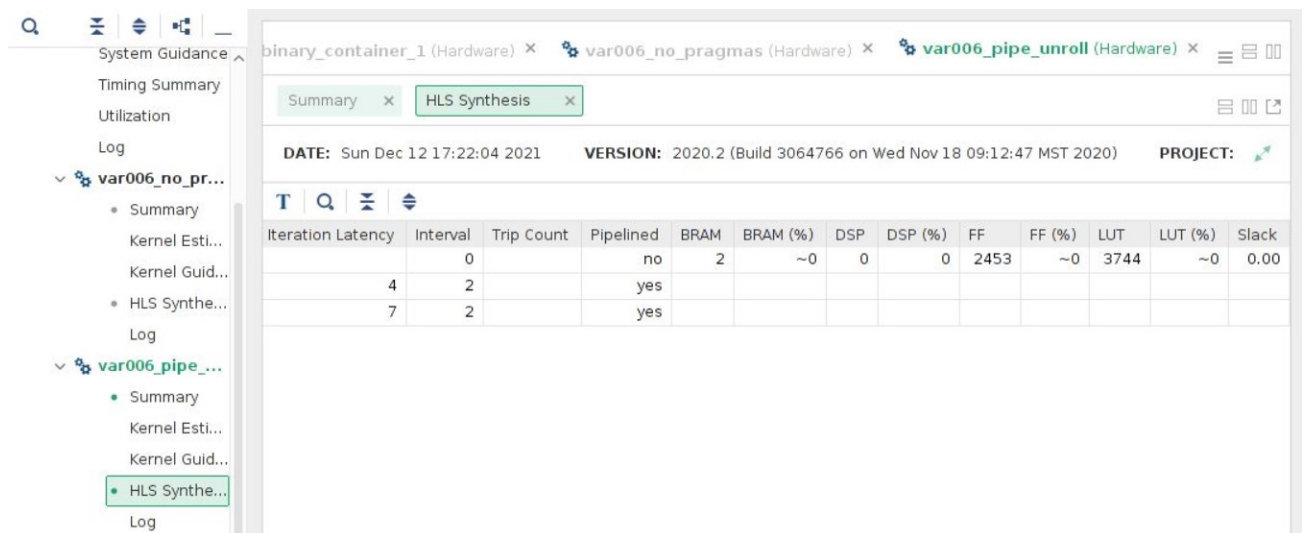 System Guidance
Timing Summary
Utilization
Log
var006_no_pr...
Summary
Kernel Esti...
Kernel Guid...
HLS Synthe...
Log
var006_pipe_...
Summary
Kernel Esti...
Kernel Guid...
HLS Synthe...
Log
binary_container_1 (Hardware) × var006_no_pragmas (Hardware) × var006_pipe_unroll (Hardware) ×
Summary × HLS Synthesis ×
DATE: Sun Dec 12 17:22:04 2021 VERSION: 2020.2 (Build 3064766 on Wed Nov 18 09:12:47 MST 2020) PROJECT:
T
Iteration Latency Interval Trip Count Pipelined BRAM BRAM (%) DSP DSP (%) FF FF (%) LUT LUT (%) Slack
0 no 2 ~0 0 0 2453 ~0 3744 ~0 0.00
4 2 yes
7 2 yes